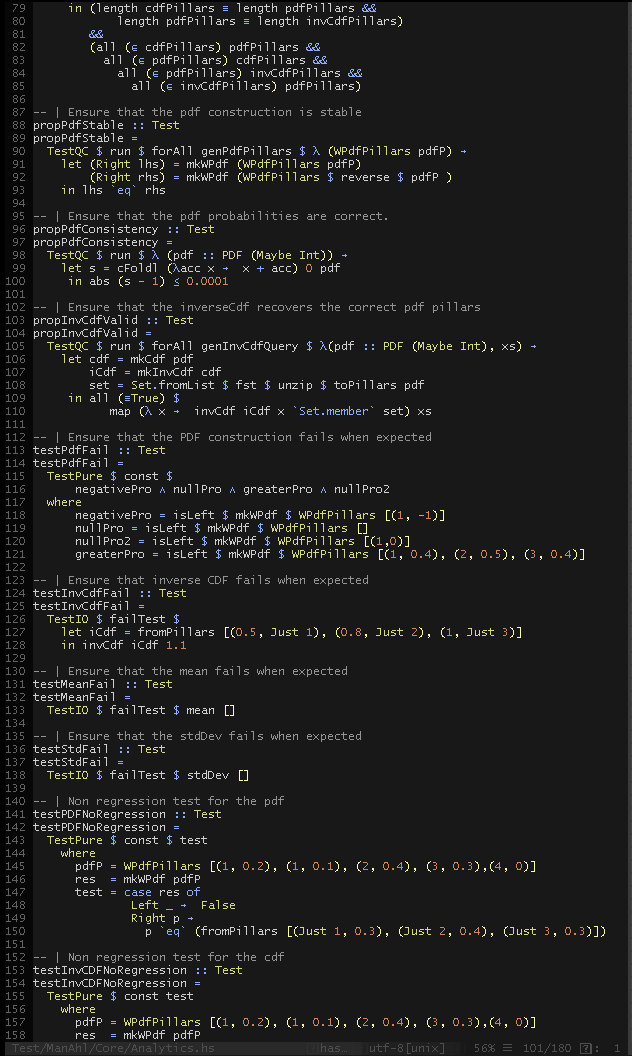 79      in (length cdfPillars ≡ length pdfPillars &&
80             length pdfPillars ≡ length invCdfPillars)
81         &&
82         (all (∈ cdfPillars) pdfPillars &&
83           all (∈ pdfPillars) cdfPillars &&
84             all (∈ pdfPillars) invCdfPillars &&
85               all (∈ invCdfPillars) pdfPillars)
86
87 -- | Ensure that the pdf construction is stable
88 propPdfStable :: Test
89 propPdfStable =
90   TestQC $ run $ forAll genPdfPillars $ λ (WPdfPillars pdfP) →
91     let (Right lhs) = mkWPdf (WPdfPillars pdfP)
92         (Right rhs) = mkWPdf (WPdfPillars $ reverse $ pdfP )
93     in lhs `eq` rhs
94
95 -- | Ensure that the pdf probabilities are correct.
96 propPdfConsistency :: Test
97 propPdfConsistency =
98   TestQC $ run $ λ (pdf :: PDF (Maybe Int)) →
99     let s = cFoldl (λacc x →  x + acc) 0 pdf
100      in abs (s - 1) ≤ 0.0001
101
102 -- | Ensure that the inverseCdf recovers the correct pdf pillars
103 propInvCdfValid :: Test
104 propInvCdfValid =
105   TestQC $ run $ forAll genInvCdfQuery $ λ(pdf :: PDF (Maybe Int), xs) →
106     let cdf = mkCdf pdf
107         iCdf = mkInvCdf cdf
108         set = Set.fromList $ fst $ unzip $ toPillars pdf
109      in all (≡True) $
110            map (λ x →  invCdf iCdf x `Set.member` set) xs
111
112 -- | Ensure that the PDF construction fails when expected
113 testPdfFail :: Test
114 testPdfFail =
115   TestPure $ const $
116       negativePro ∧ nullPro ∧ greaterPro ∧ nullPro2
117   where
118       negativePro = isLeft $ mkWPdf $ WPdfPillars [(1, -1)]
119       nullPro = isLeft $ mkWPdf $ WPdfPillars []
120       nullPro2 = isLeft $ mkWPdf $ WPdfPillars [(1,0)]
121       greaterPro = isLeft $ mkWPdf $ WPdfPillars [(1, 0.4), (2, 0.5), (3, 0.4)]
122
123 -- | Ensure that inverse CDF fails when expected
124 testInvCdfFail :: Test
125 testInvCdfFail =
126   TestIO $ failTest $
127     let iCdf = fromPillars [(0.5, Just 1), (0.8, Just 2), (1, Just 3)]
128     in invCdf iCdf 1.1
129
130 -- | Ensure that the mean fails when expected
131 testMeanFail :: Test
132 testMeanFail =
133   TestIO $ failTest $ mean []
134
135 -- | Ensure that the stdDev fails when expected
136 testStdFail :: Test
137 testStdFail =
138   TestIO $ failTest $ stdDev []
139
140 -- | Non regression test for the pdf
141 testPDFNoRegression :: Test
142 testPDFNoRegression =
143   TestPure $ const $ test
144     where
145       pdfP = WPdfPillars [(1, 0.2), (1, 0.1), (2, 0.4), (3, 0.3),(4, 0)]
146       res  = mkWPdf pdfP
147       test = case res of
148               Left _ →  False
149               Right p →
150                 p `eq` (fromPillars [(Just 1, 0.3), (Just 2, 0.4), (Just 3, 0.3)])
151
152 -- | Non regression test for the cdf
153 testInvCDFNoRegression :: Test
154 testInvCDFNoRegression =
155   TestPure $ const test
156     where
157       pdfP = WPdfPillars [(1, 0.2), (1, 0.1), (2, 0.4), (3, 0.3),(4, 0)]
158       res  = mkWPdf pdfP
Test/ManAhl/Core/Analytics.hs has… utf-8[unix] 56% ☰ 101/180 : 1